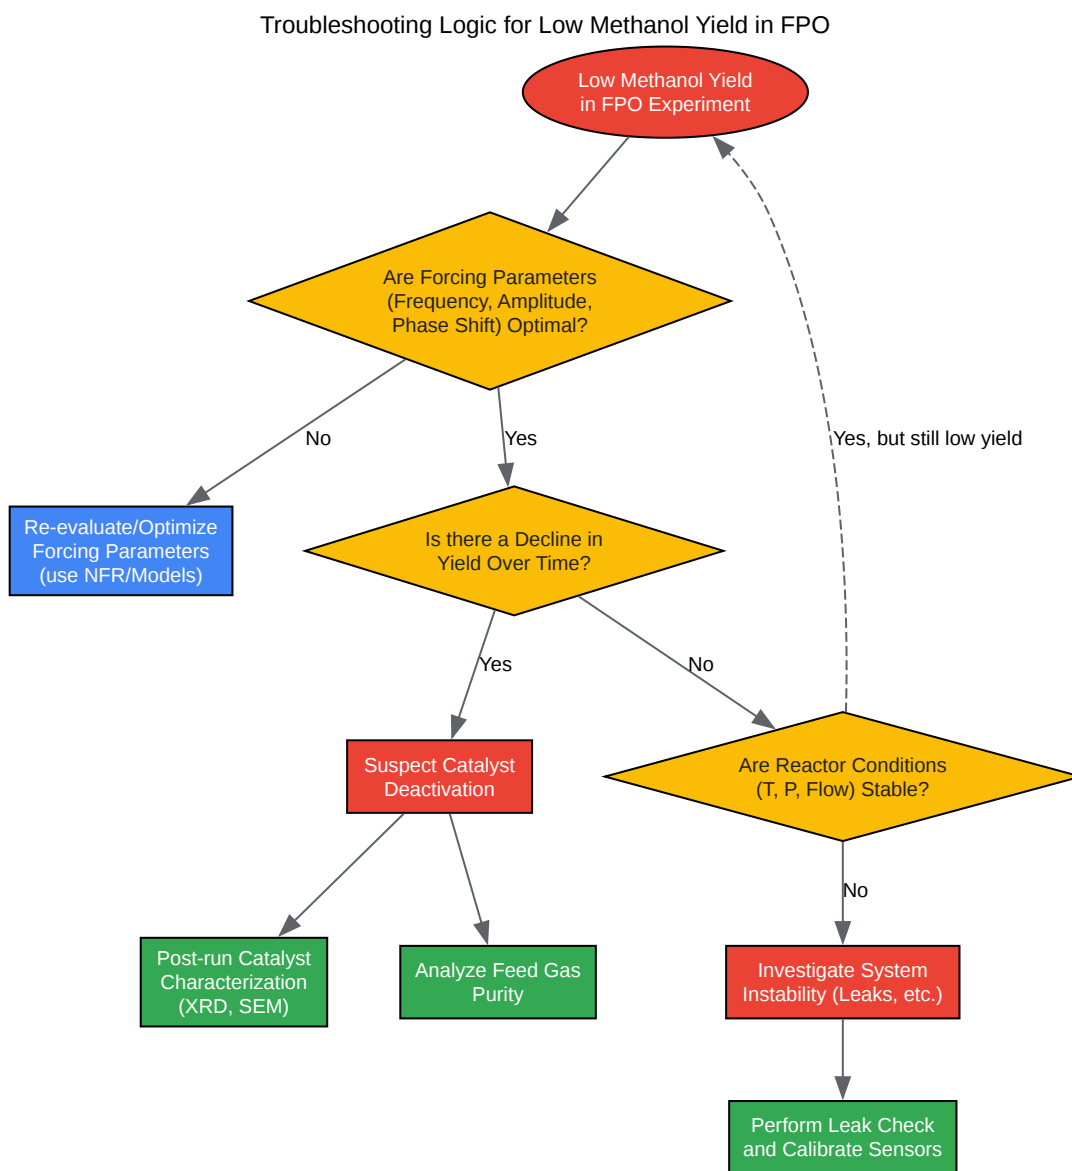 Troubleshooting Logic for Low Methanol Yield in FPO
Low Methanol Yield
in FPO Experiment
Are Forcing Parameters
(Frequency, Amplitude,
Phase Shift) Optimal?
No
Yes
Yes, but still low yield
Re-evaluate/Optimize
Forcing Parameters
(use NFR/Models)
Is there a Decline in
Yield Over Time?
Yes
No
Suspect Catalyst
Deactivation
Are Reactor Conditions
(T, P, Flow) Stable?
No
Post-run Catalyst
Characterization
(XRD, SEM)
Analyze Feed Gas
Purity
Investigate System
Instability (Leaks, etc.)
Perform Leak Check
and Calibrate Sensors